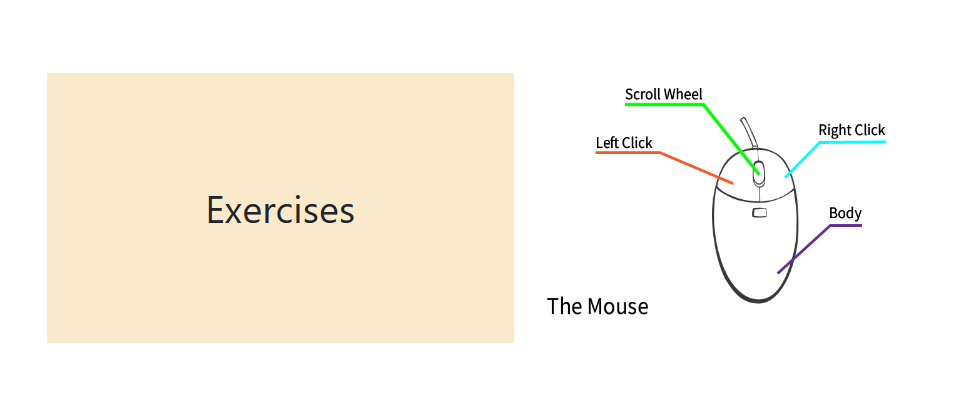 Exercises
Scroll Wheel
Left Click
Right Click
Body
The Mouse